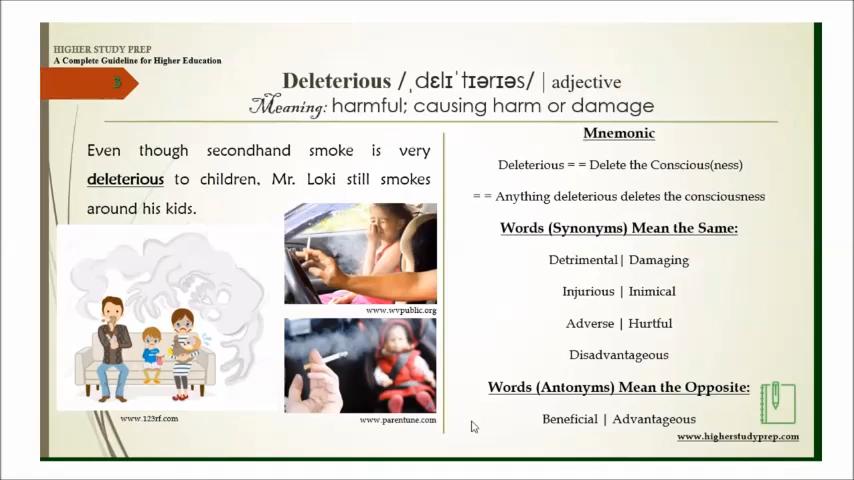 HIGHER STUDY PREP
A Complete Guideline for Higher Education
3
Deleterious /ˌdɛlɪˈtɪərɪəs/ | adjective
Meaning: harmful; causing harm or damage
Even though secondhand smoke is very
deleterious to children, Mr. Loki still smokes
around his kids.
www.123rf.com
www.wvpublic.org
www.parentune.com
Mnemonic
Deleterious = = Delete the Conscious(ness)
= = Anything deleterious deletes the consciousness
Words (Synonyms) Mean the Same:
Detrimental| Damaging
Injurious | Inimical
Adverse | Hurtful
Disadvantageous
Words (Antonyms) Mean the Opposite:
Beneficial | Advantageous
www.higherstudyprep.com